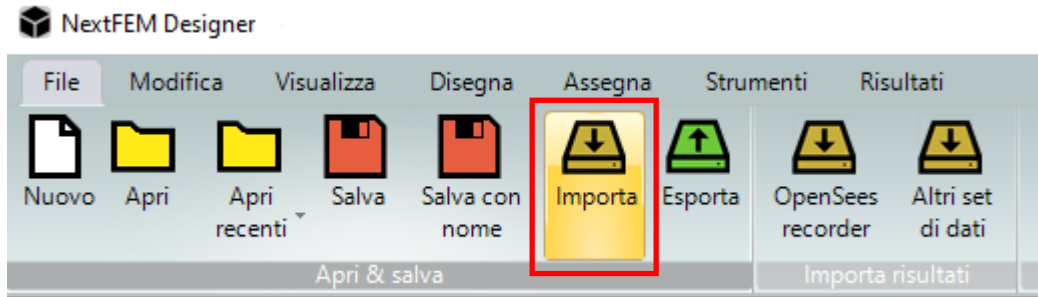 NextFEM Designer
File Modifica Visualizza Disegna Assegna Strumenti Risultati
Nuovo Apri Apri recenti Salva Salva con nome Importa Esporta OpenSees recorder Altri set di dati
Apri & salva Importa risultati